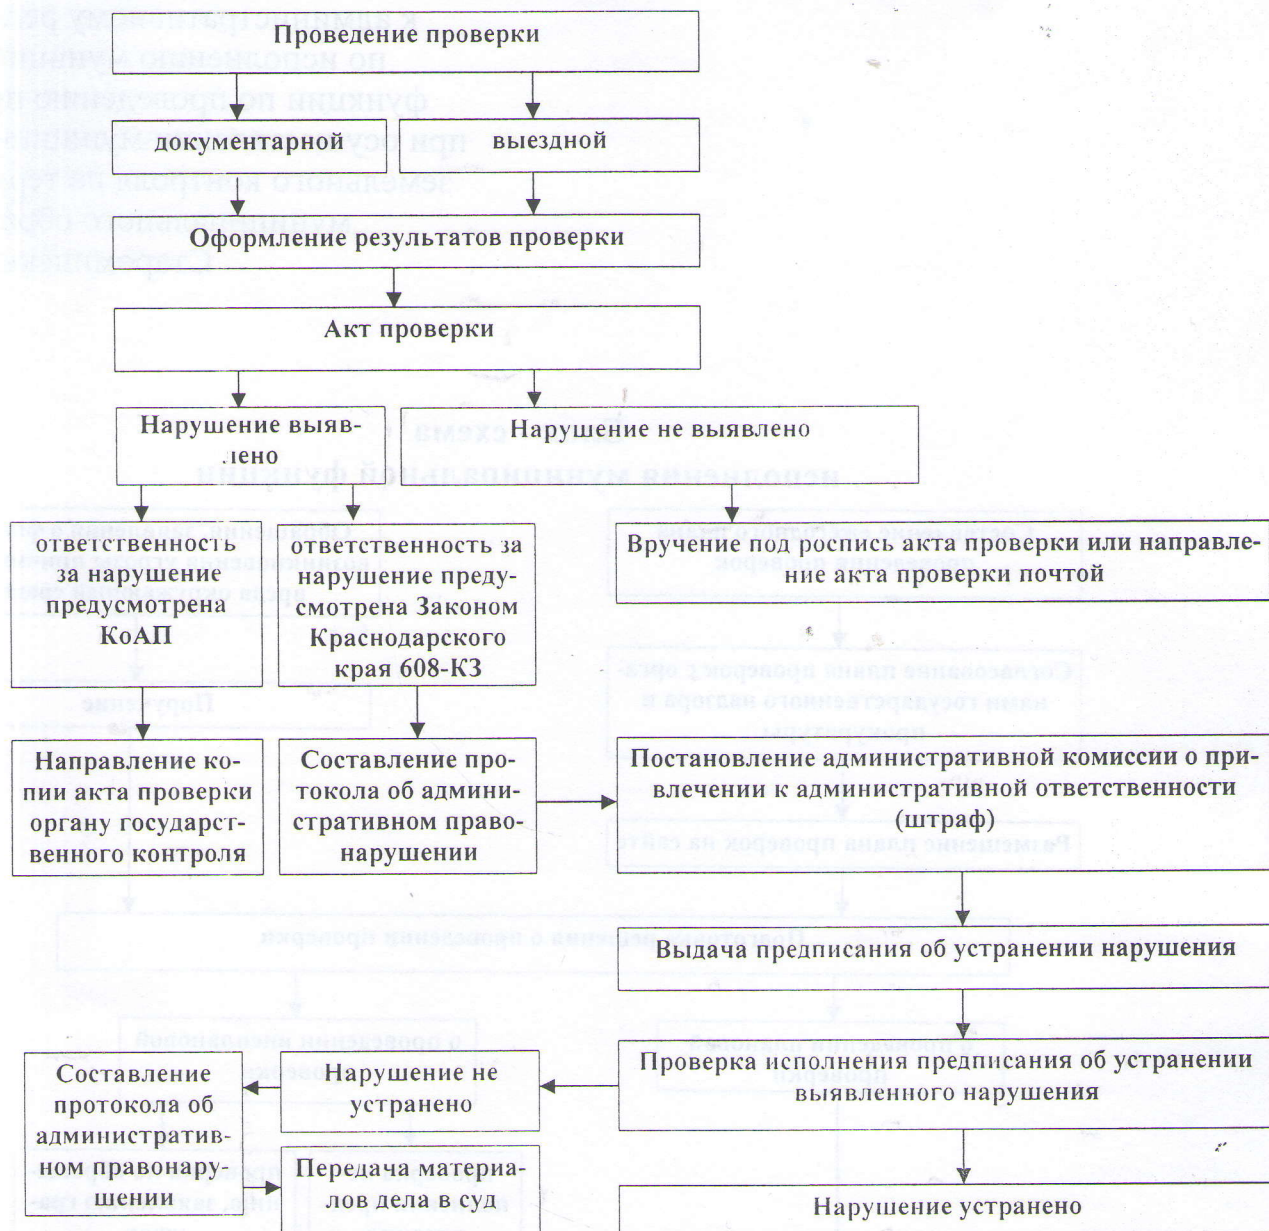 Проведение проверки
документарной
выездной
Оформление результатов проверки
Акт проверки
Нарушение выяв-
лено
Нарушение не выявлено
ответственность
за нарушение
предусмотрена
КоАП
ответственность за
нарушение преду-
смотрена Законом
Краснодарского
края 608-КЗ
Вручение под роспись акта проверки или направле-
ние акта проверки почтой
Направление ко-
пии акта проверки
органу государст-
венного контроля
Составление про-
токола об админи-
стративном право-
нарушении
Постановление административной комиссии о при-
влечении к административной ответственности
(штраф)
Выдача предписания об устранении нарушения
Проверка исполнения предписания об устранении
выявленного нарушения
Нарушение не
устранено
Составление
протокола об
административ-
ном правонару-
шении
Передача материа-
лов дела в суд
Нарушение устранено